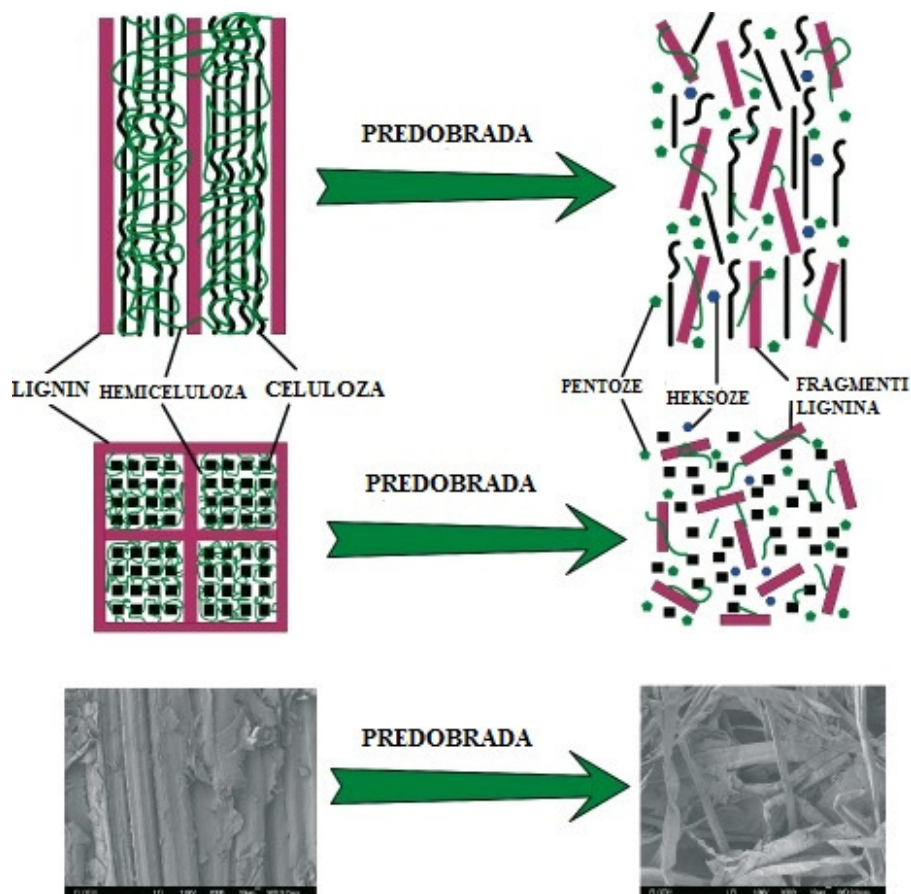 PREDOBRADA
LIGNIN HEMICELULOZA CELULOZA
PENTOZE HEKSOZE FRAGMENTI
LIGNINA
PREDOBRADA
PREDOBRADA